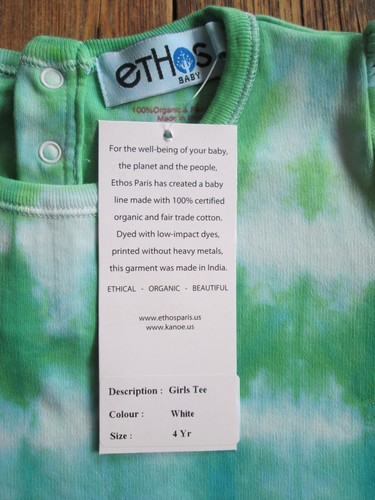 eTHOS
BABY
100% Organic &
Made in
For the well-being of your baby,
the planet and the people,
Ethos Paris has created a baby
line made with 100% certified
organic and fair trade cotton.
Dyed with low-impact dyes,
printed without heavy metals,
this garment was made in India.
ETHICAL - ORGANIC - BEAUTIFUL
www.ethosparis.us
www.kanoe.us
Description : Girls Tee
Colour : White
Size : 4 Yr